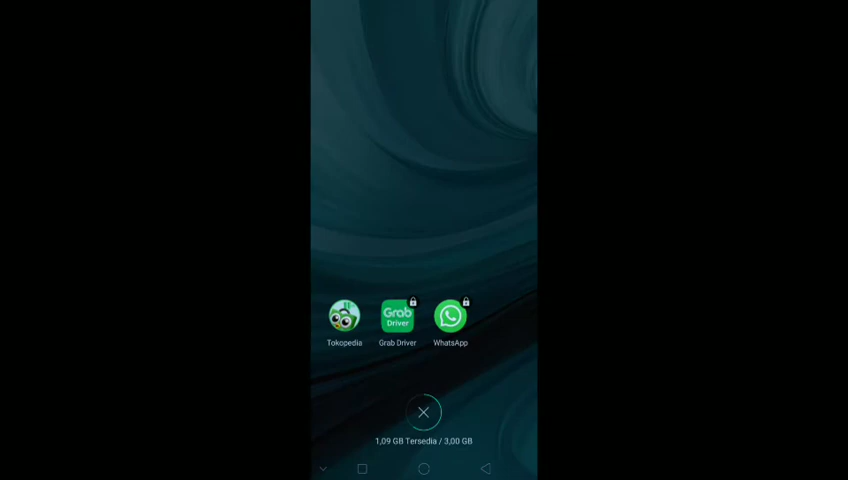 Grab
Driver
Tokopedia
Grab Driver
WhatsApp
1,09 GB Tersedia / 3,00 GB